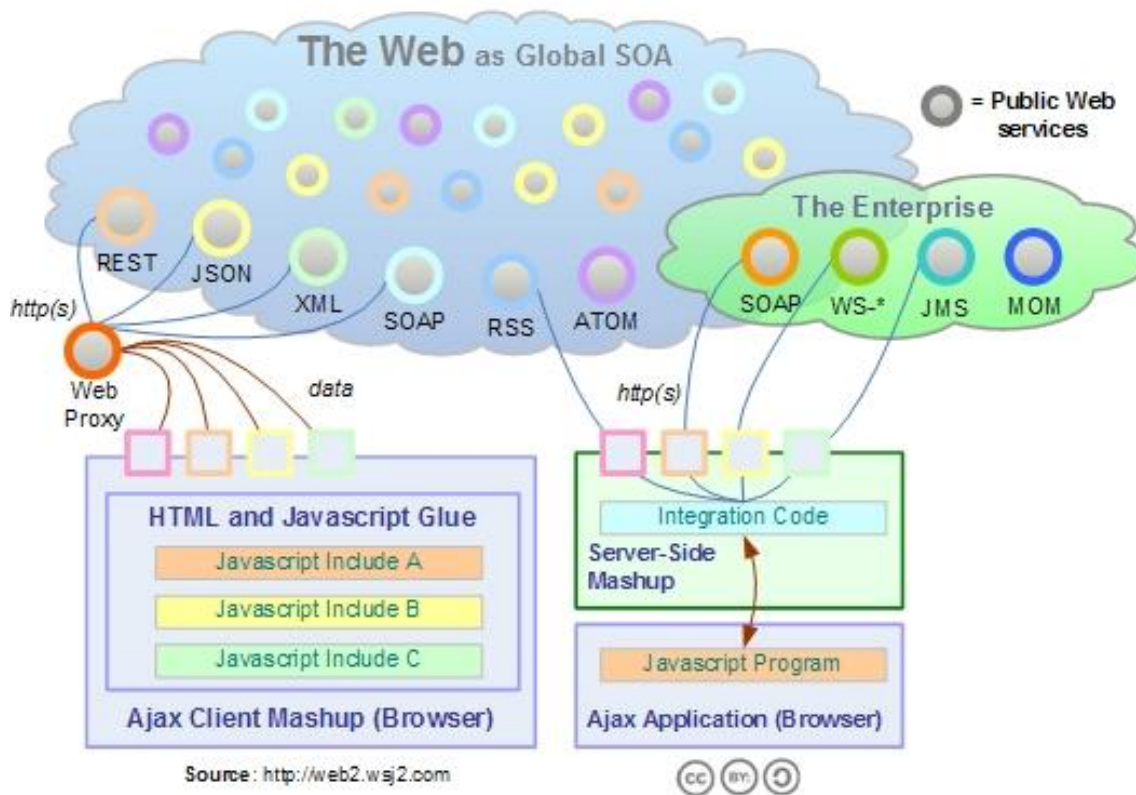 The Web as Global SOA
= Public Web
services
The Enterprise
REST
JSON
XML
SOAP
RSS
ATOM
SOAP
WS-*
JMS
MOM
http(s)
Web
Proxy
data
http(s)
HTML and Javascript Glue
Javascript Include A
Javascript Include B
Javascript Include C
Ajax Client Mashup (Browser)
Integration Code
Server-Side
Mashup
Javascript Program
Ajax Application (Browser)
Source: http://web2.wsj2.com
cc BY: